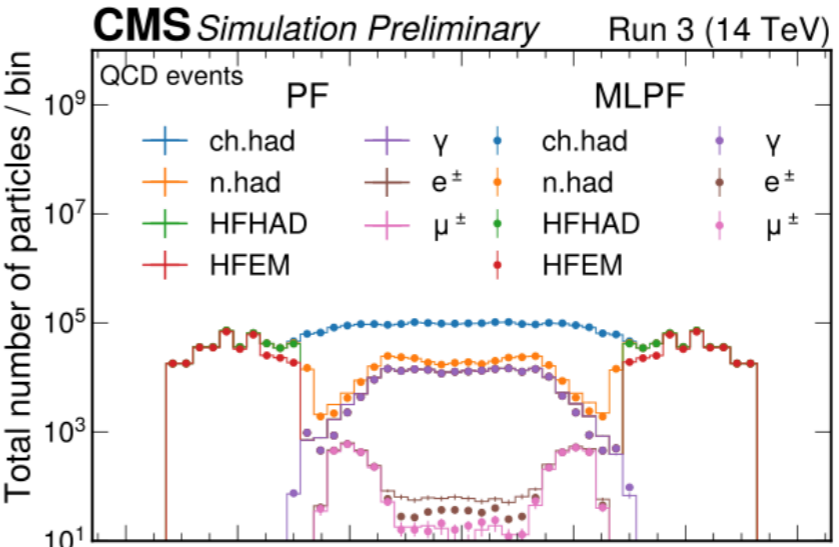 CMS Simulation Preliminary Run 3 (14 TeV)
QCD events
PF MLPF
ch.had γ ch.had γ
n.had e± n.had e±
HFHAD μ± HFHAD μ±
HFEM HFEM
Total number of particles / bin
10⁹
10⁷
10⁵
10³
10¹